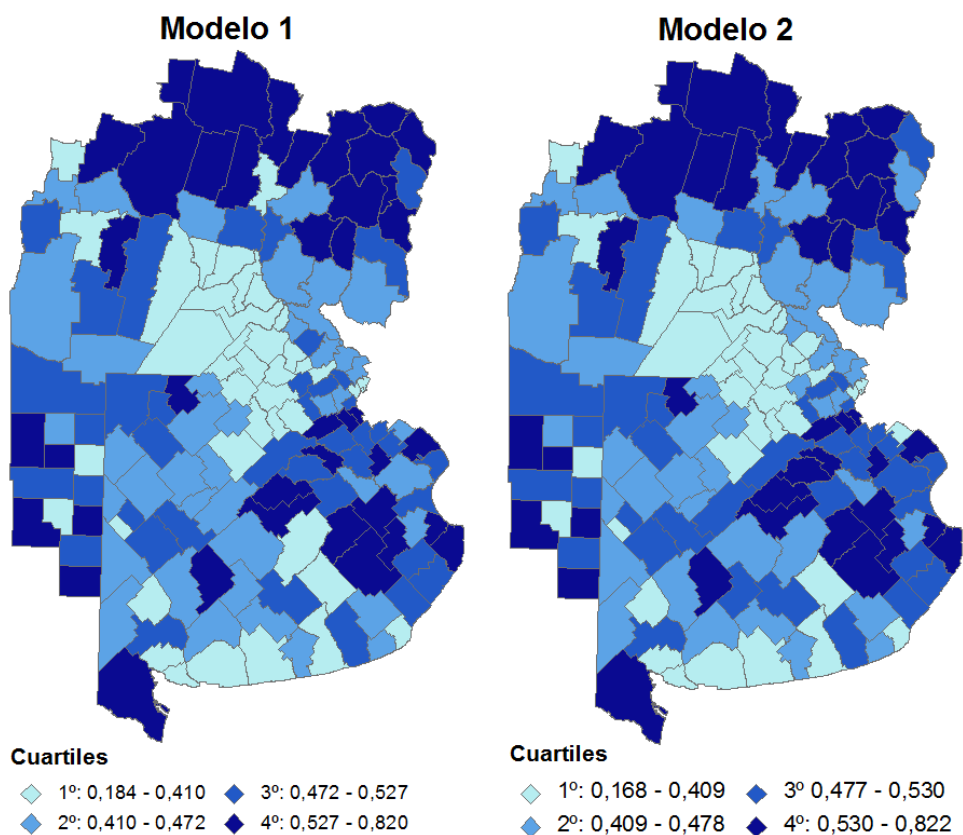 Modelo 1
Modelo 2
Cuartiles
1º: 0,184 - 0,410
3º: 0,472 - 0,527
2º: 0,410 - 0,472
4º: 0,527 - 0,820
Cuartiles
1º: 0,168 - 0,409
3º 0,477 - 0,530
2º: 0,409 - 0,478
4º: 0,530 - 0,822